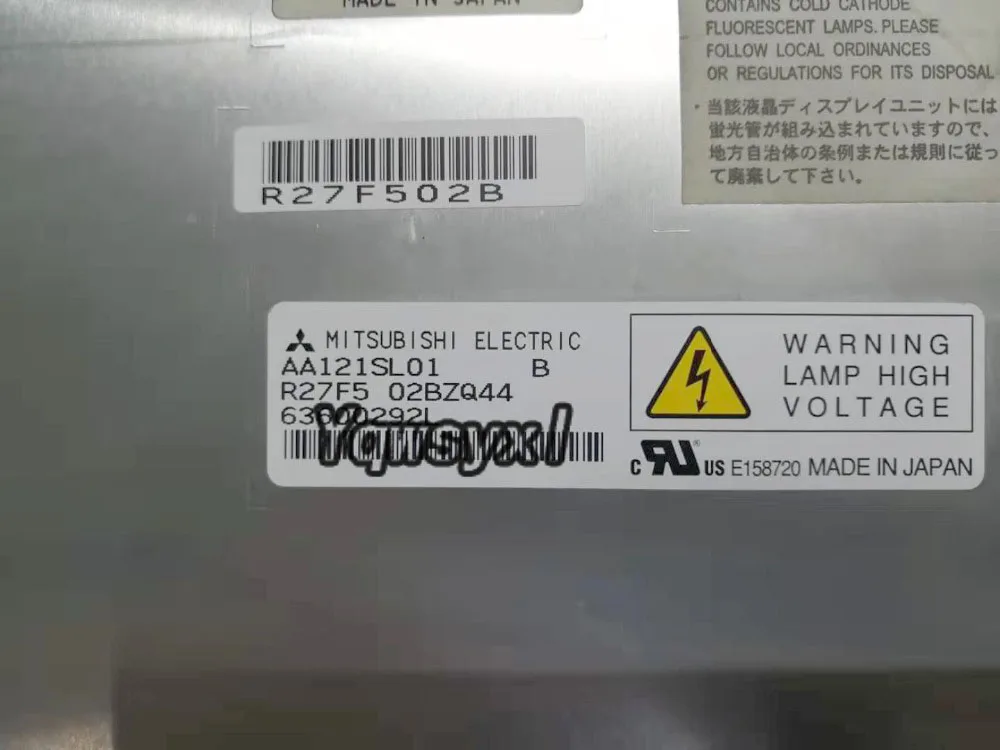 MADE IN JAPAN
CONTAINS COLD CATHODE
FLUORESCENT LAMPS. PLEASE
FOLLOW LOCAL ORDINANCES
OR REGULATIONS FOR ITS DISPOSAL
・当該液晶ディスプレイユニットには
蛍光管が組み込まれていますので、
地方自治体の条例または規則に従っ
て廃棄して下さい。
R27F502B
MITSUBISHI ELECTRIC
AA121SL01 B
R27F5 02BZQ44
63600292L
Yqwsyxl
WARNING
LAMP HIGH
VOLTAGE
C RU ® US E158720 MADE IN JAPAN